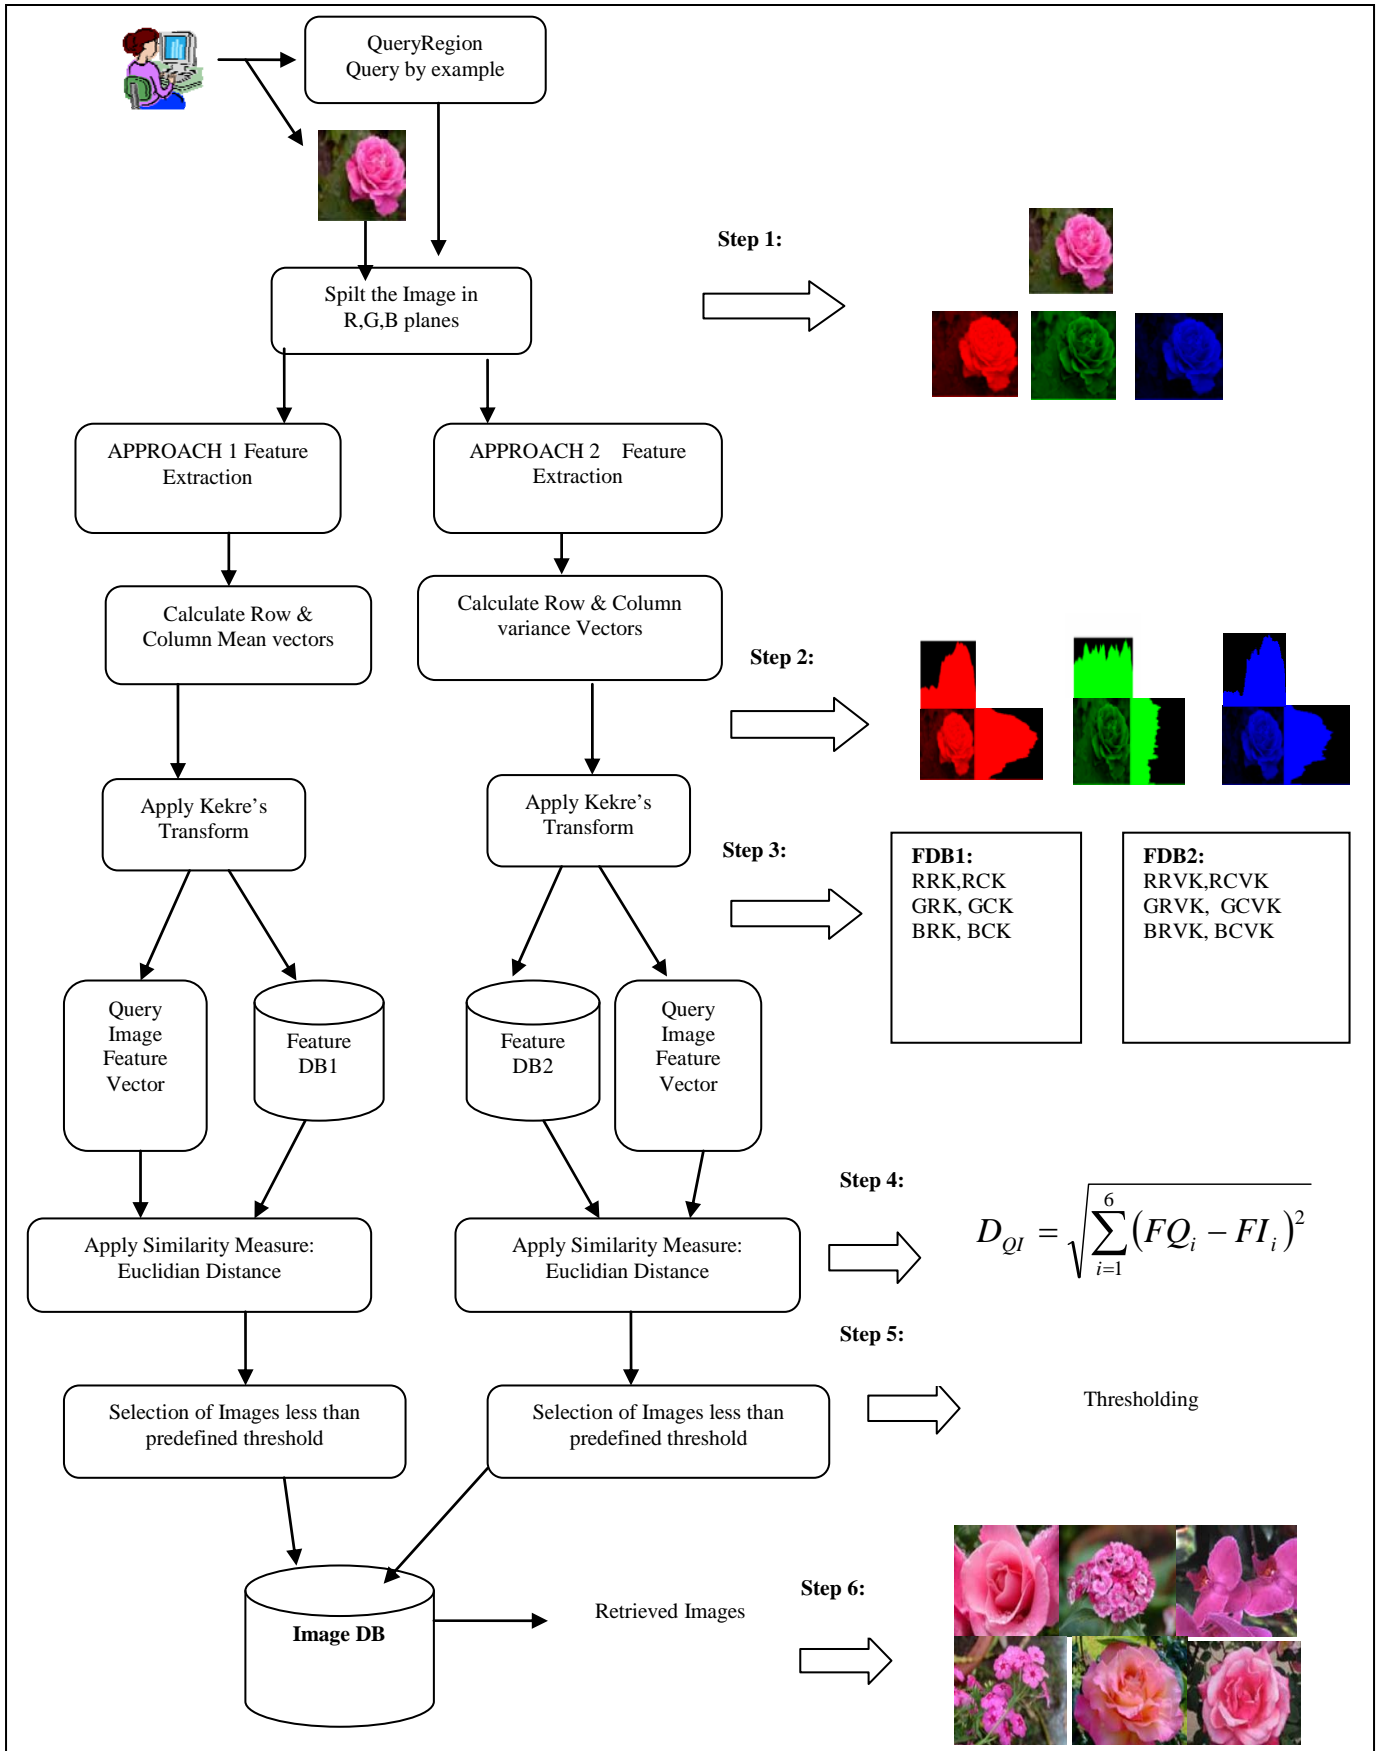 QueryRegion
Query by example
Step 1:
Spilt the Image in
R,G,B planes
APPROACH 1 Feature
Extraction
APPROACH 2 Feature
Extraction
Calculate Row &
Column Mean vectors
Calculate Row & Column
variance Vectors
Step 2:
Apply Kekre's
Transform
Apply Kekre's
Transform
Step 3:
FDB1:
RRK,RCK
GRK, GCK
BRK, BCK
FDB2:
RRVK,RCVK
GRVK, GCVK
BRVK, BCVK
Query
Image
Feature
Vector
Feature
DB1
Feature
DB2
Query
Image
Feature
Vector
Step 4:
D_{QI} = \sqrt{\sum_{i=1}^{6} (FQ_i - FI_i)^2}
Apply Similarity Measure:
Euclidian Distance
Apply Similarity Measure:
Euclidian Distance
Step 5:
Selection of Images less than
predefined threshold
Selection of Images less than
predefined threshold
Thresholding
Image DB
Retrieved Images
Step 6: